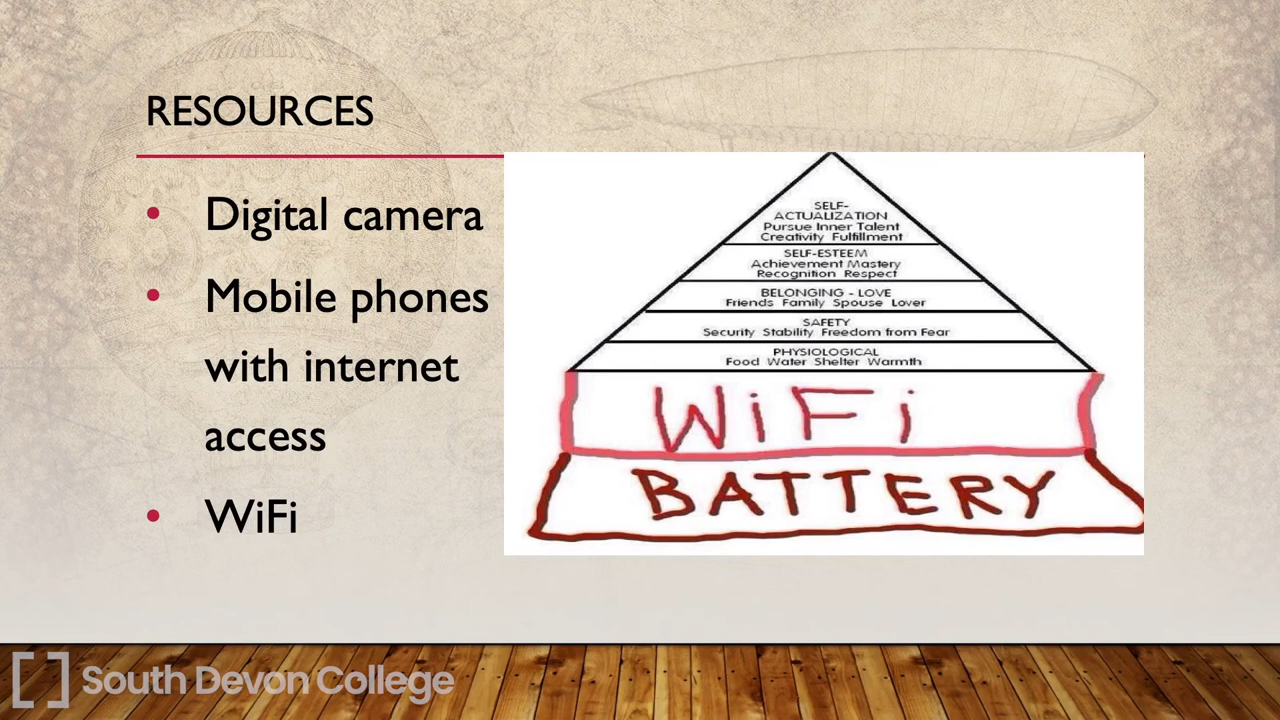 RESOURCES
• Digital camera
• Mobile phones
with internet
access
• WiFi
SELF-
ACTUALIZATION
Pursue Inner Talent
Creativity Fulfillment
SELF-ESTEEM
Achievement Mastery
Recognition Respect
BELONGING - LOVE
Friends Family Spouse Lover
SAFETY
Security Stability Freedom from Fear
PHYSIOLOGICAL
Food Water Shelter Warmth
WiFi
BATTERY
[ ] South Devon College